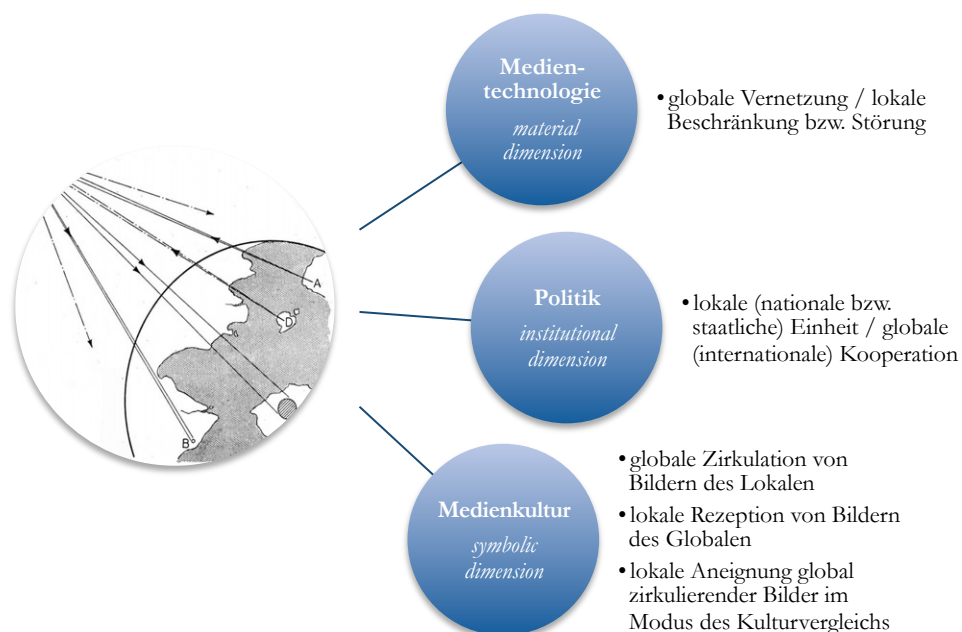 Medien-
technologie
material
dimension
• globale Vernetzung / lokale
Beschränkung bzw. Störung
A
D
B
Politik
institutional
dimension
• lokale (nationale bzw.
staatliche) Einheit / globale
(internationale) Kooperation
Medienkultur
symbolic
dimension
• globale Zirkulation von
Bildern des Lokalen
• lokale Rezeption von Bildern
des Globalen
• lokale Aneignung global
zirkulierender Bilder im
Modus des Kulturvergleichs